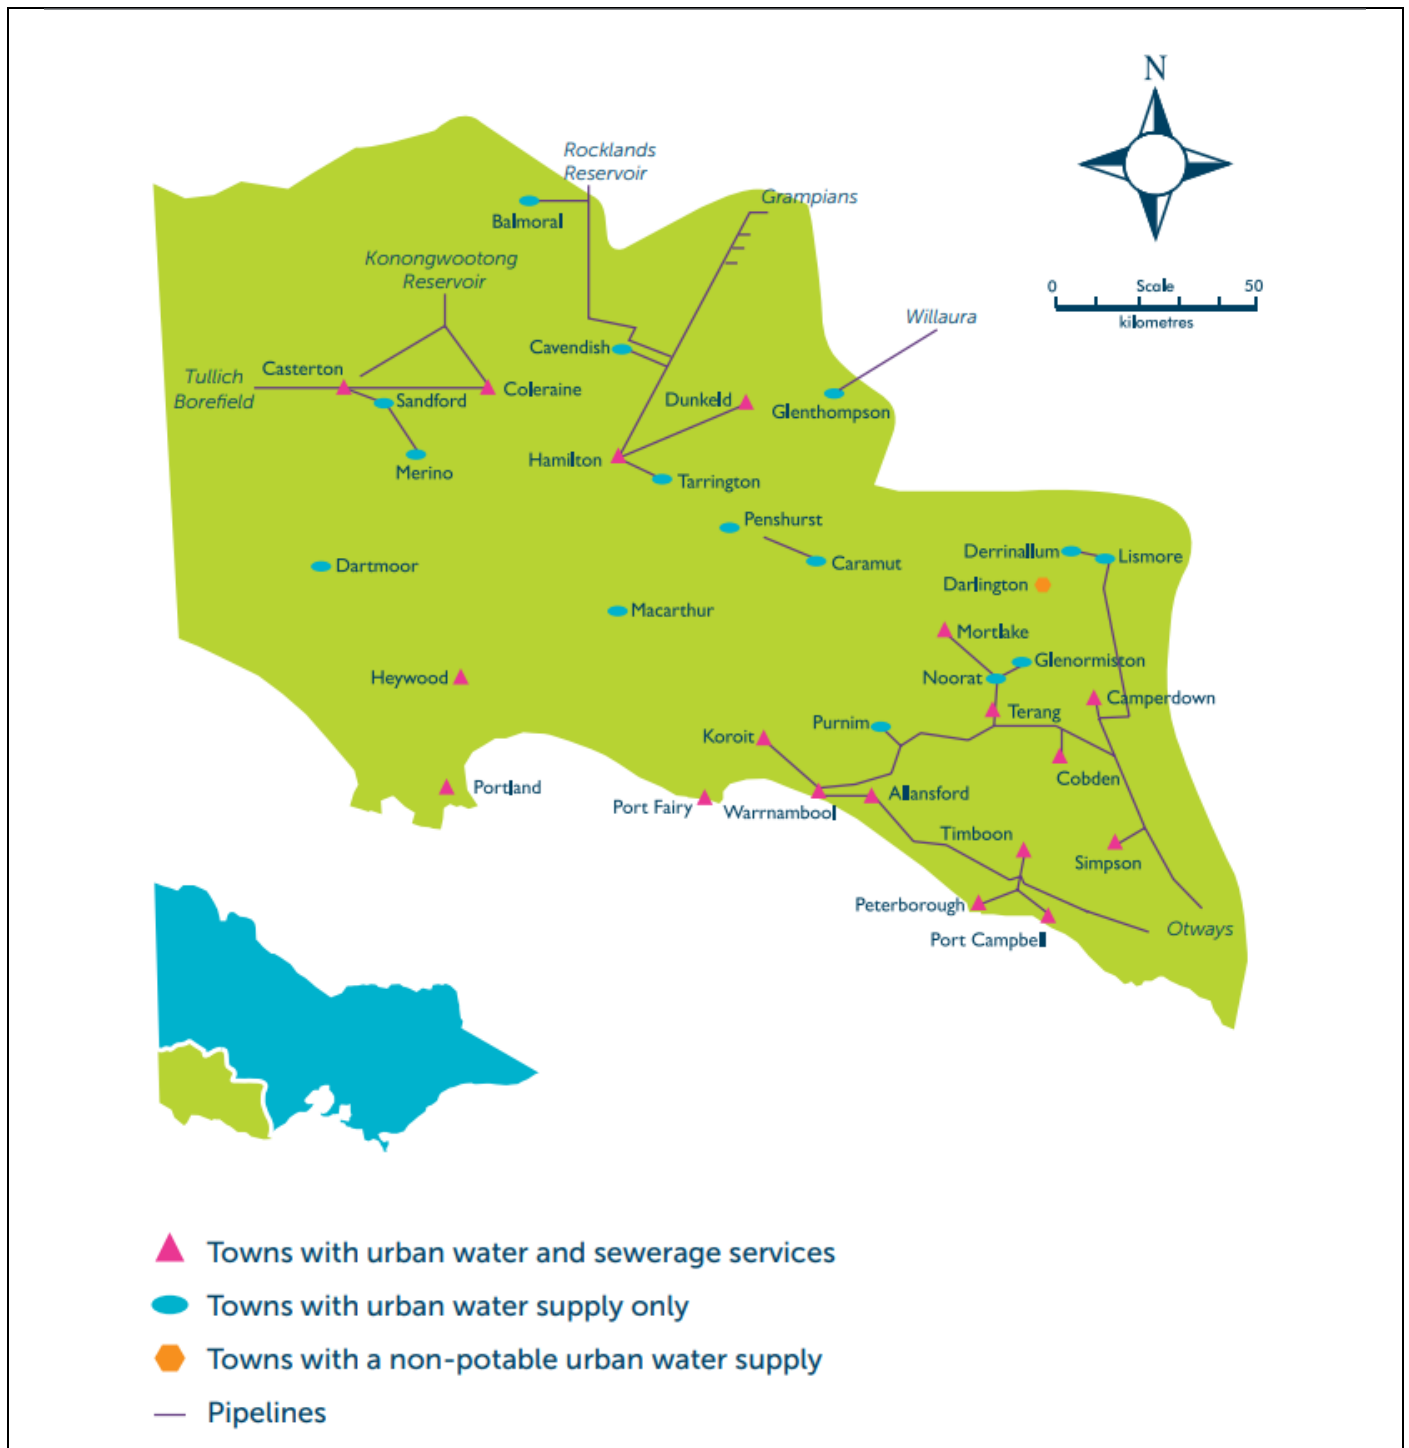 N
Rocklands
Reservoir
Grampians
Balmoral
Konongwootong
Reservoir
0 Scale 50
kilometres
Willaura
Cavendish
Casterton
Tullich
Borefield
Coleraine
Sandford
Dunkeld
Glenthompson
Hamilton
Merino
Tarrington
Penshurst
Derrinallum
Lismore
Caramut
Dartmoor
Darlington
Macarthur
Mortlake
Glenormiston
Heywood
Noorat
Camperdown
Terang
Purnim
Koroit
Cobden
Portland
Allansford
Port Fairy
Warrnambool
Timboon
Simpson
Peterborough
Otways
Port Campbell
Towns with urban water and sewerage services
Towns with urban water supply only
Towns with a non-potable urban water supply
Pipelines